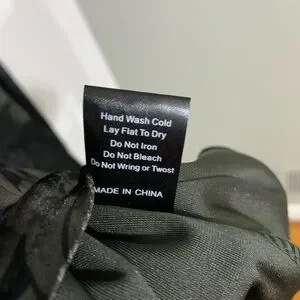 Hand Wash Cold
Lay Flat To Dry
Do Not Iron
Do Not Bleach
Do Not Wring or Twost
MADE IN CHINA